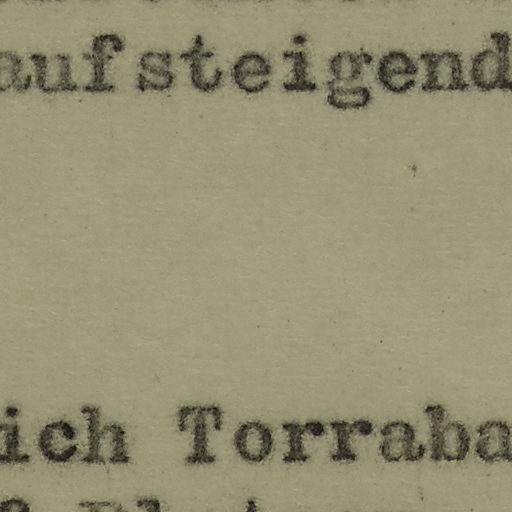 aufsteigend
ich Torraba